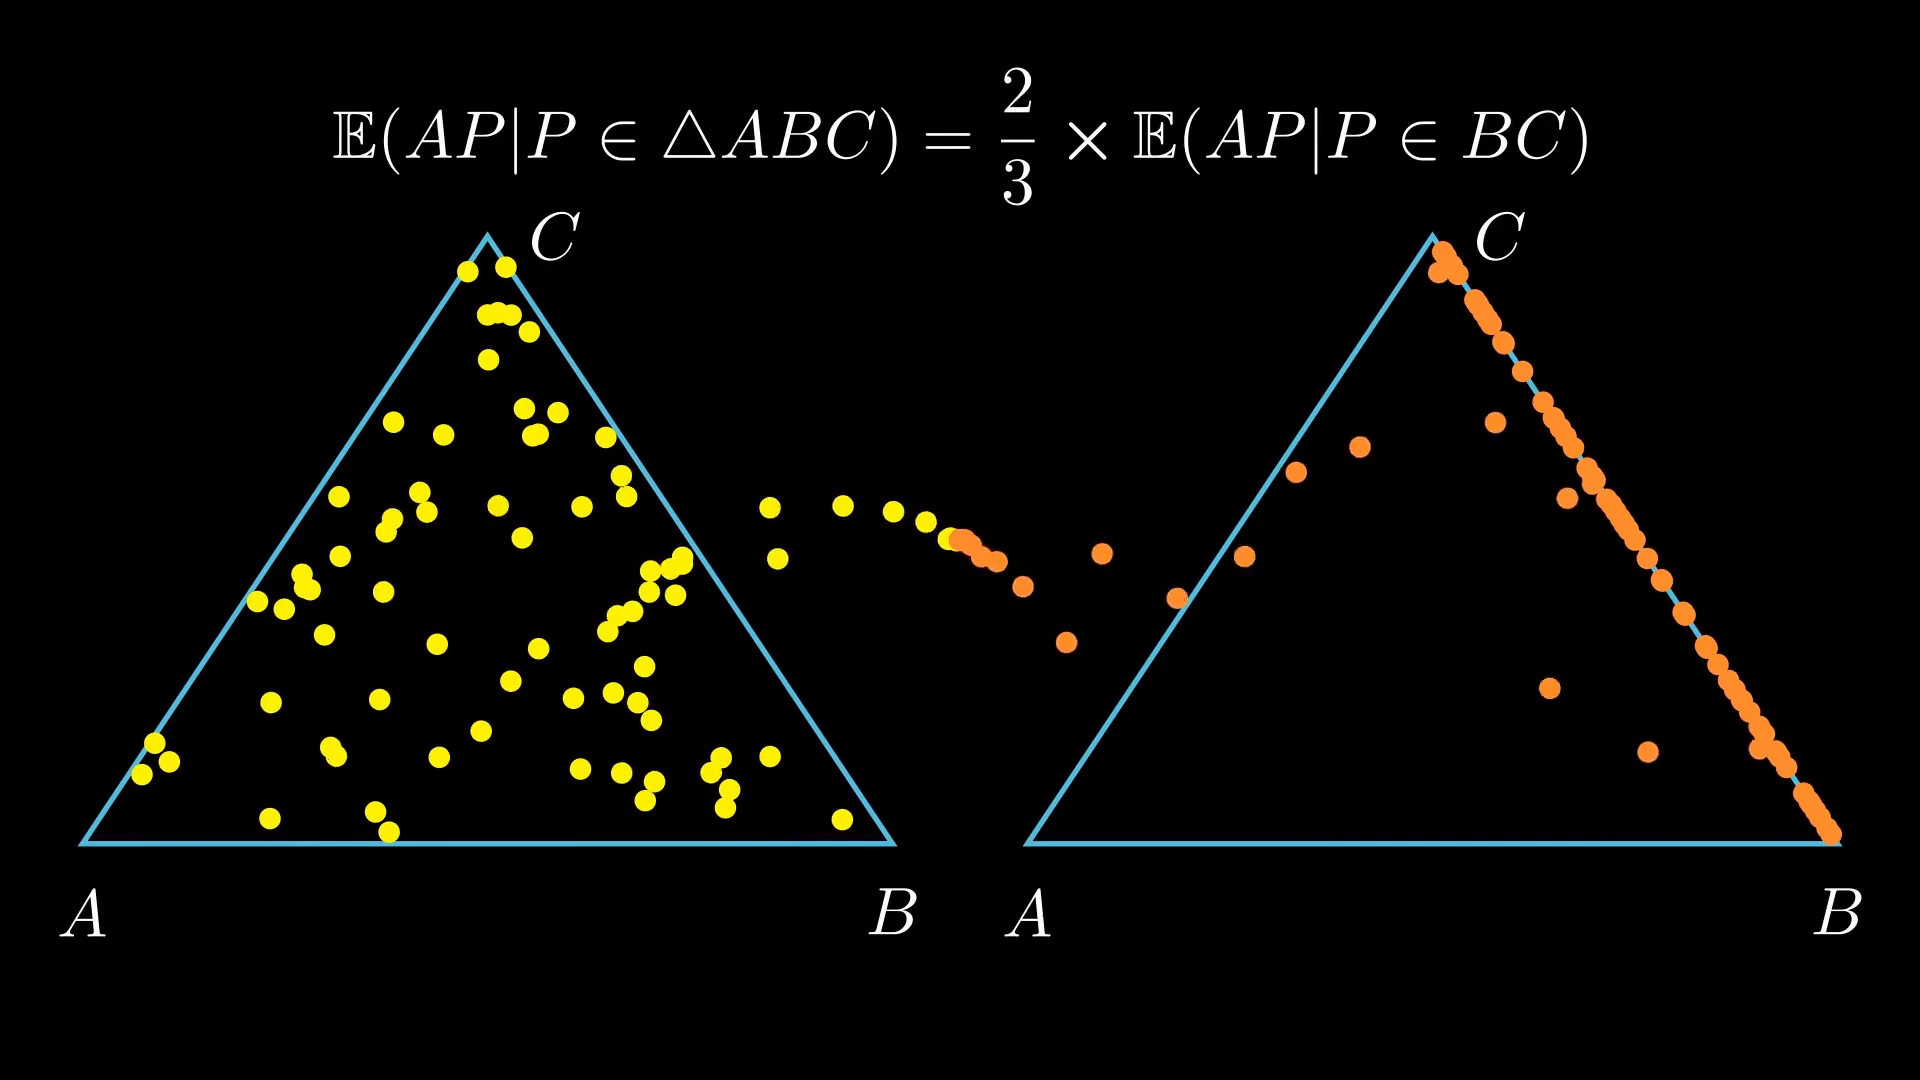 𝔼(AP|P ∈ △ABC) = 2/3 × 𝔼(AP|P ∈ BC)
C C
A B A B